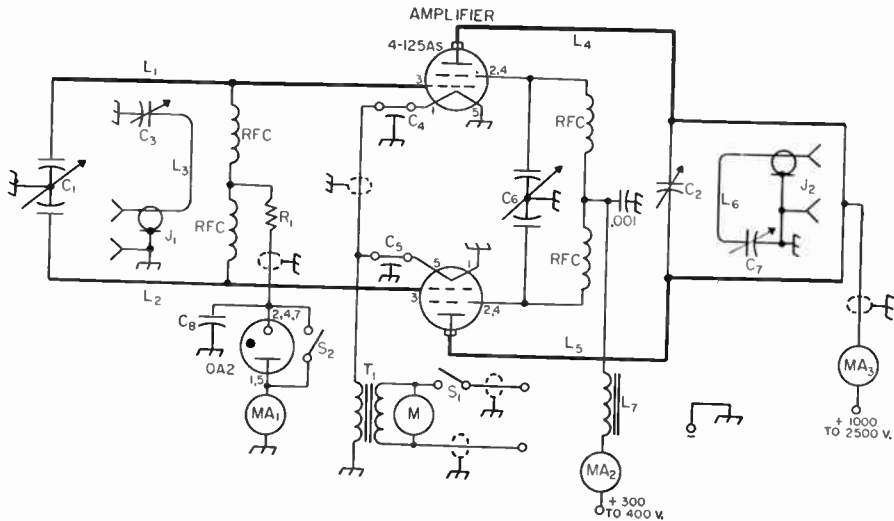 AMPLIFIER
4-125AS
L4
L1
3
2,4
1
5
C3
RFC
C4
RFC
L3
C1
C6
C2
J2
L6
J1
RFC
R1
.001
C5
5
1
RFC
C7
L2
3
2,4
C8
2,4,7
S2
L5
OA2
1,5
T1
S1
MA3
MA1
M
L7
+ 1000
TO 2500 V.
MA2
+ 300
TO 400 V.